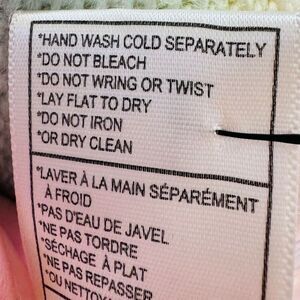 *HAND WASH COLD SEPARATELY
*DO NOT BLEACH
*DO NOT WRING OR TWIST
*LAY FLAT TO DRY
*DO NOT IRON
*OR DRY CLEAN
*LAVER À LA MAIN SÉPARÉMENT
À FROID
*PAS D'EAU DE JAVEL
*NE PAS TORDRE
*SÉCHAGE À PLAT
*NE PAS REPASSER
*OU